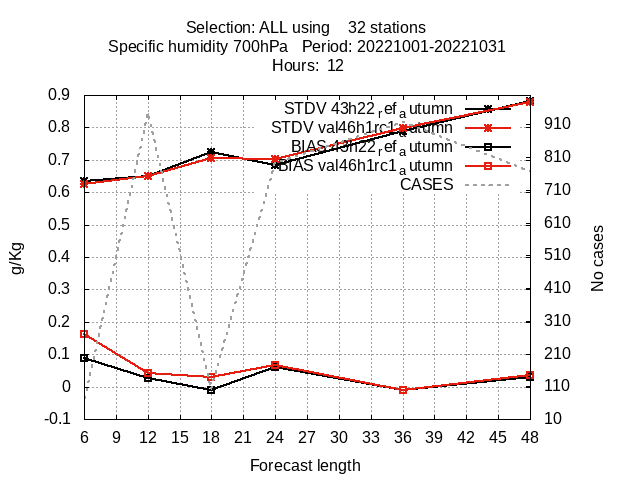 Selection: ALL using    32 stations
Specific humidity 700hPa   Period: 20221001-20221031
Hours:  12
STDV 43h22_ref_autumn
STDV val46h1rc1_autumn
BIAS 43h22_ref_autumn
BIAS val46h1rc1_autumn
CASES
g/Kg
0.9
0.8
0.7
0.6
0.5
0.4
0.3
0.2
0.1
0
-0.1
No cases
910
810
710
610
510
410
310
210
110
10
6 9 12 15 18 21 24 27 30 33 36 39 42 45 48
Forecast length